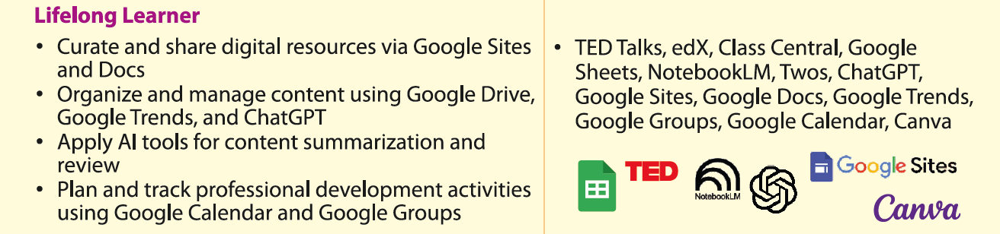 Lifelong Learner
• Curate and share digital resources via Google Sites
and Docs
• Organize and manage content using Google Drive,
Google Trends, and ChatGPT
• Apply AI tools for content summarization and
review
• Plan and track professional development activities
using Google Calendar and Google Groups
• TED Talks, edX, Class Central, Google
Sheets, NotebookLM, Twos, ChatGPT,
Google Sites, Google Docs, Google Trends,
Google Groups, Google Calendar, Canva
TED
NotebookLM
Google Sites
Canva